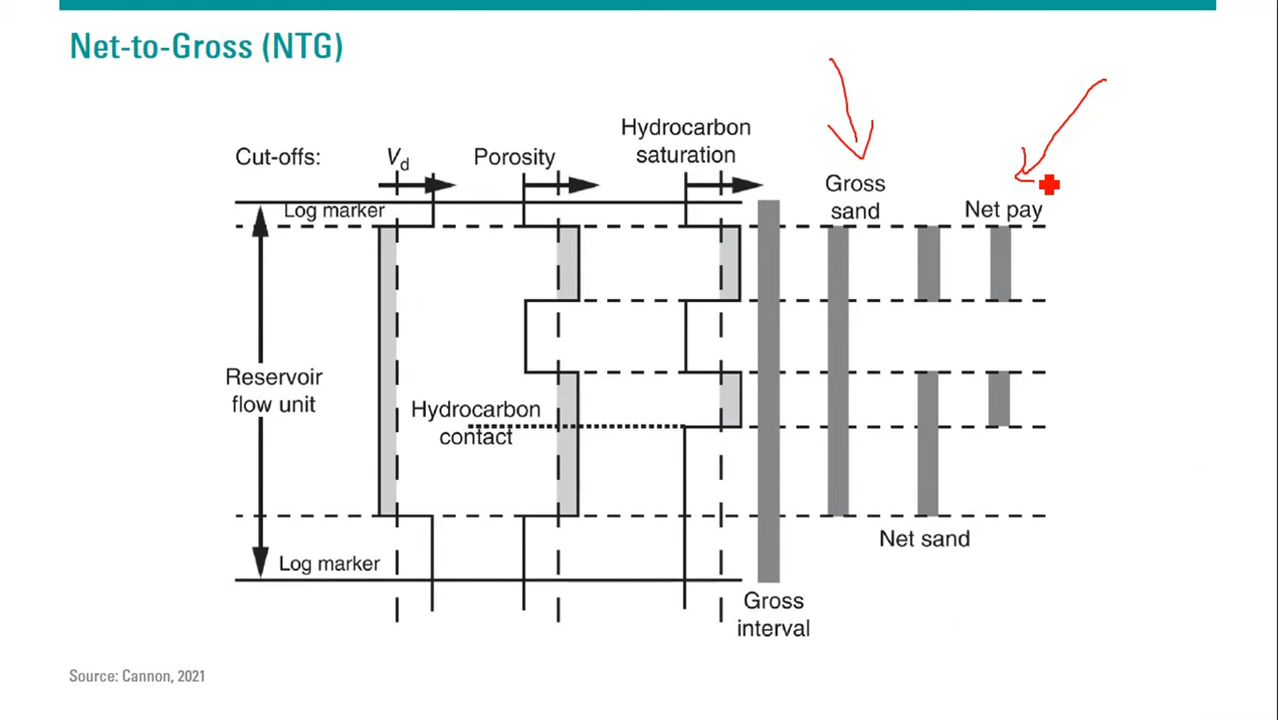 Net-to-Gross (NTG)
Hydrocarbon
Cut-offs: Vd Porosity saturation
Gross
sand
Log marker
Net pay
Reservoir
flow unit
Hydrocarbon
contact
Net sand
Log marker
Gross
interval
Source: Cannon, 2021